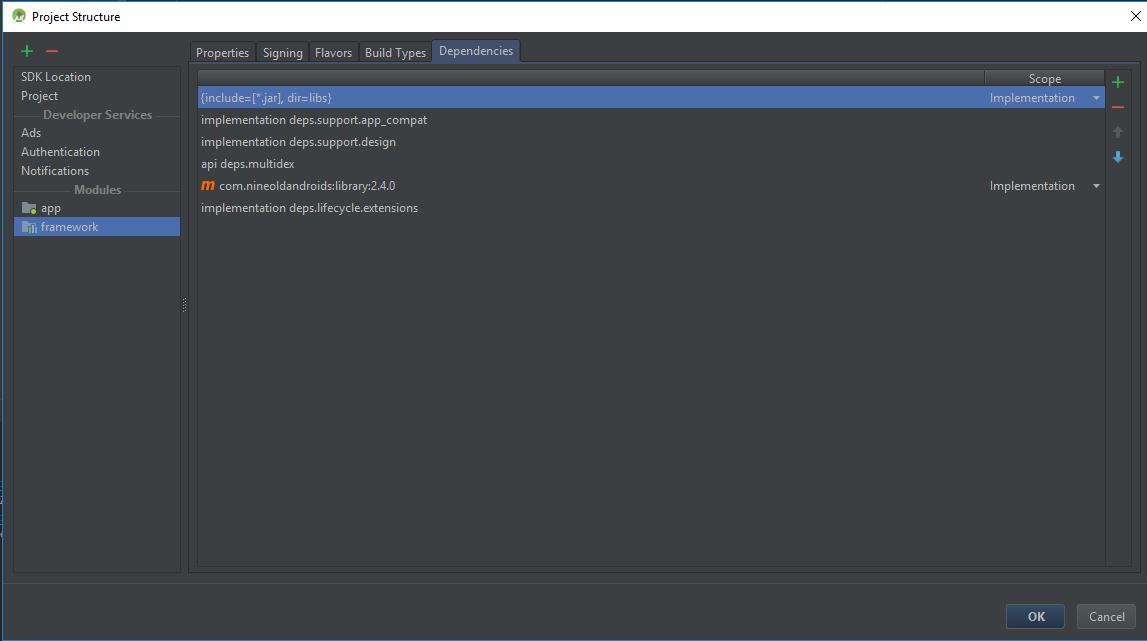 Project Structure
Properties
Signing
Flavors
Build Types
Dependencies
SDK Location
Project
Developer Services
Ads
Authentication
Notifications
Modules
app
framework
Scope
{include=[*.jar], dir=libs} Implementation
implementation deps.support.app_compat
implementation deps.support.design
api deps.multidex
m com.nineoldandroids:library:2.4.0 Implementation
implementation deps.lifecycle.extensions
OK
Cancel